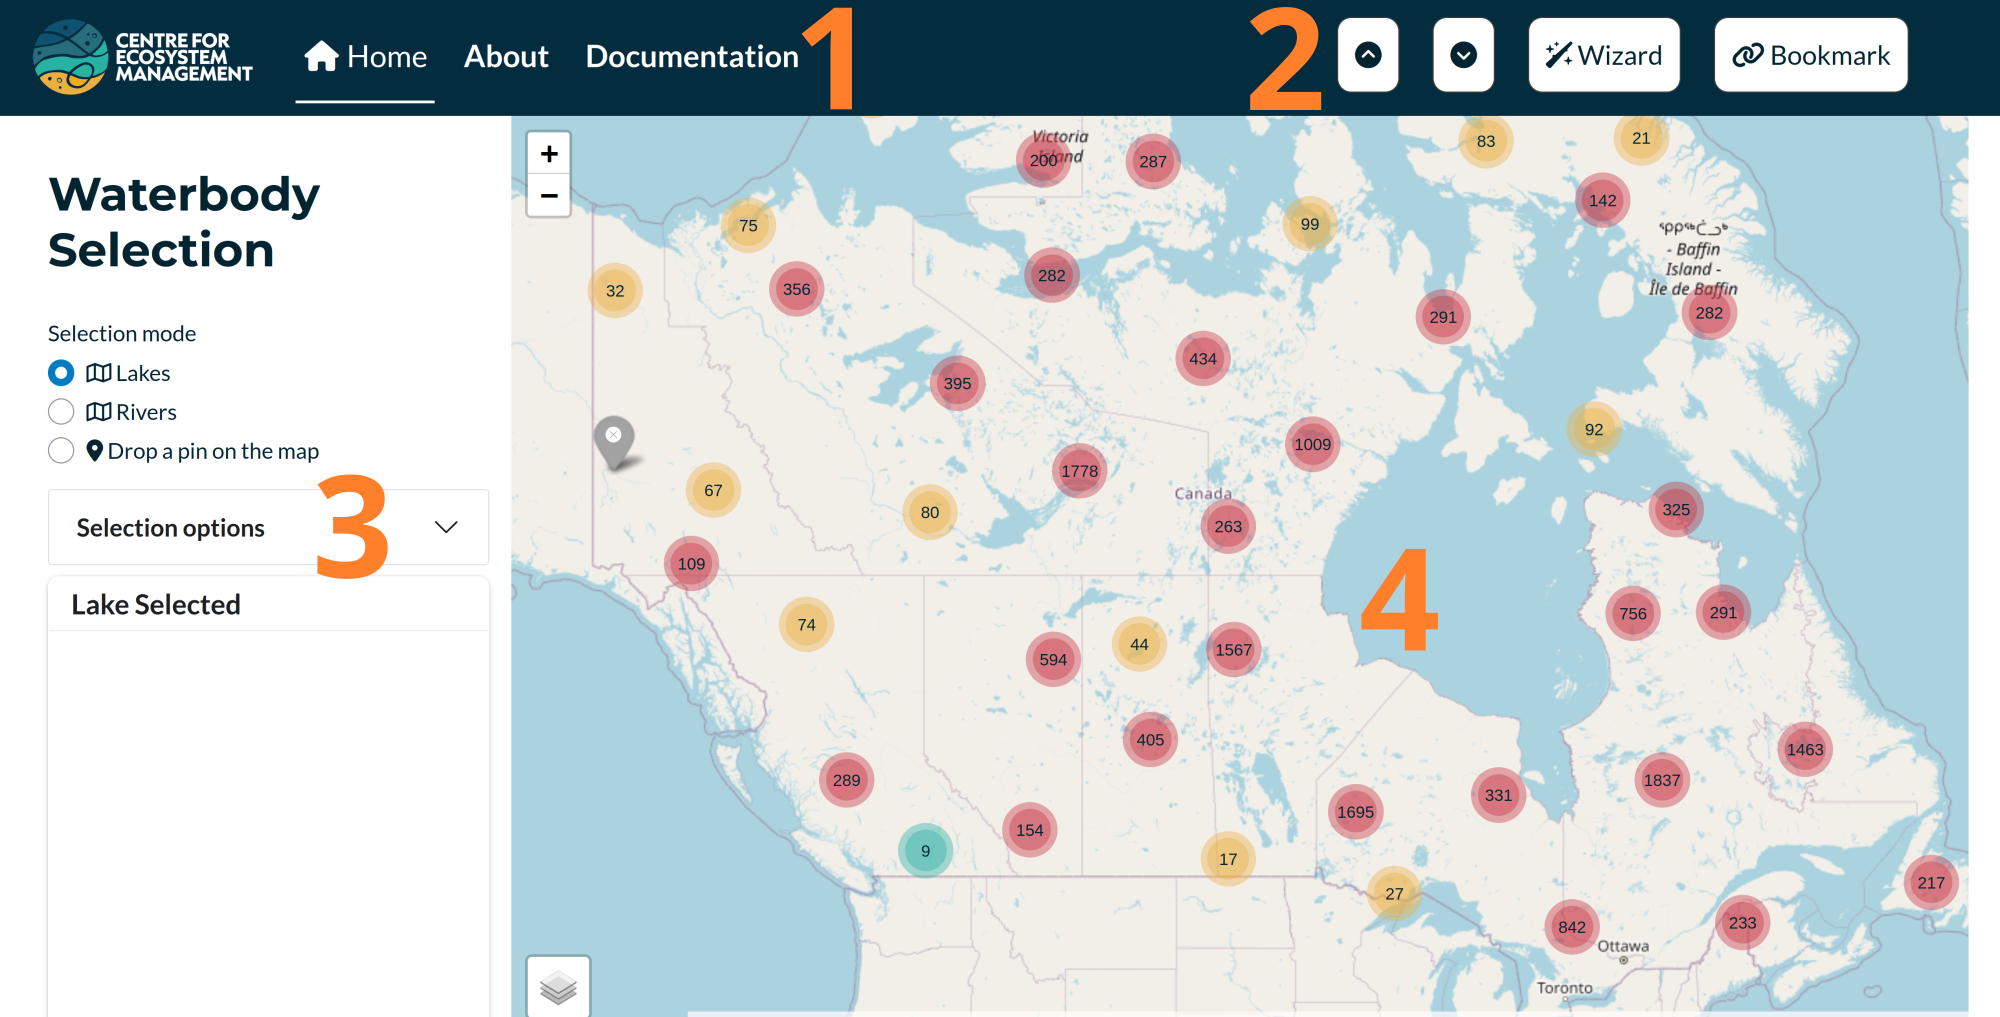 CENTRE FOR
ECOSYSTEM
MANAGEMENT
Home
About
Documentation
1
2
Wizard
Bookmark
Waterbody
Selection
Selection mode
Lakes
Rivers
Drop a pin on the map
Selection options
3
Lake Selected
+
−
Victoria
Island
200
287
83
21
142
75
99
ᕿᑭᖅᑖᓗᒃ
- Baffin
Island -
Île de Baffin
32
356
282
291
282
434
395
92
1009
1778
67
Canada
80
263
325
109
4
74
756
291
44
594
1567
405
1463
289
1837
331
1695
154
9
17
217
27
842
233
Ottawa
Toronto